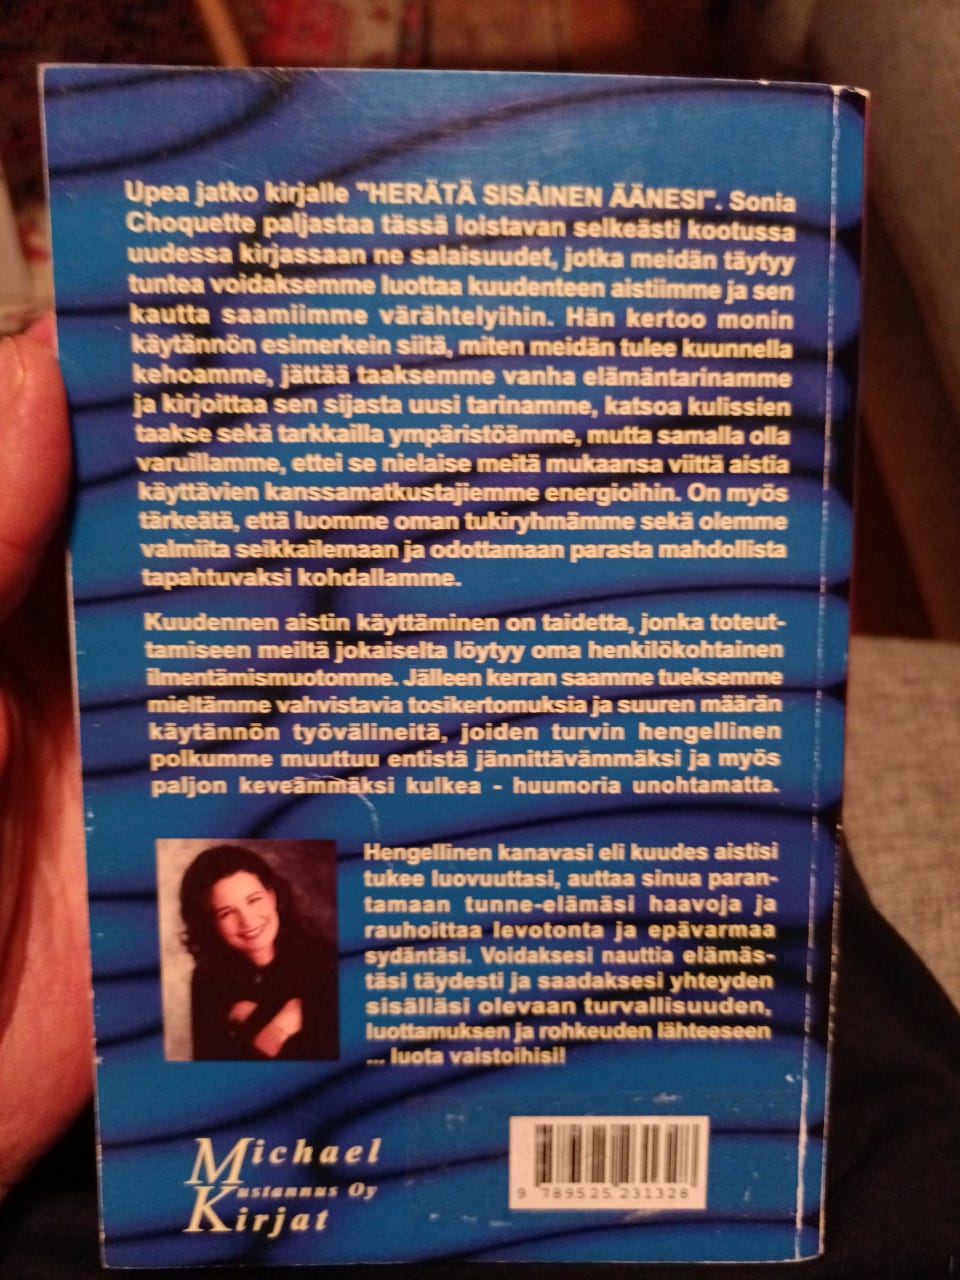 Upea jatko kirjalle "HERÄTÄ SISÄINEN ÄÄNESI". Sonia
Choquette paljastaa tässä loistavan selkeästi kootussa
uudessa kirjassaan ne salaisuudet, jotka meidän täytyy
tuntea voidaksemme luottaa kuudenteen aistiimme ja sen
kautta saamiimme värähtelyihin. Hän kertoo monin
käytännön esimerkein siitä, miten meidän tulee kuunnella
kehoamme, jättää taaksemme vanha elämäntarinamme
ja kirjoittaa sen sijasta uusi tarinamme, katsoa kulissien
taakse sekä tarkkailla ympäristöämme, mutta samalla olla
varuillamme, ettei se nielaise meitä mukaansa viittä aistia
käyttävien kanssamatkustajiemme energioihin. On myös
tärkeätä, että luomme oman tukiryhmämme sekä olemme
valmiita seikkailemaan ja odottamaan parasta mahdollista
tapahtuvaksi kohdallamme.
Kuudennen aistin käyttäminen on taidetta, jonka toteut-
tamiseen meiltä jokaiselta löytyy oma henkilökohtainen
ilmentämismuotomme. Jälleen kerran saamme tueksemme
mieltämme vahvistavia tosikertomuksia ja suuren määrän
käytännön työvälineitä, joiden turvin hengellinen
polkumme muuttuu entistä jännittävämmäksi ja myös
paljon keveämmäksi kulkea - huumoria unohtamatta.
Hengellinen kanavasi eli kuudes aistisi
tukee luovuuttasi, auttaa sinua paran-
tamaan tunne-elämäsi haavoja ja
rauhoittaa levotonta ja epävarmaa
sydäntäsi. Voidaksesi nauttia elämäs-
täsi täydesti ja saadaksesi yhteyden
sisälläsi olevaan turvallisuuden,
luottamuksen ja rohkeuden lähteeseen
... luota vaistoihisi!
Michael
Kustannus Oy
Kirjat
9 789525 231328